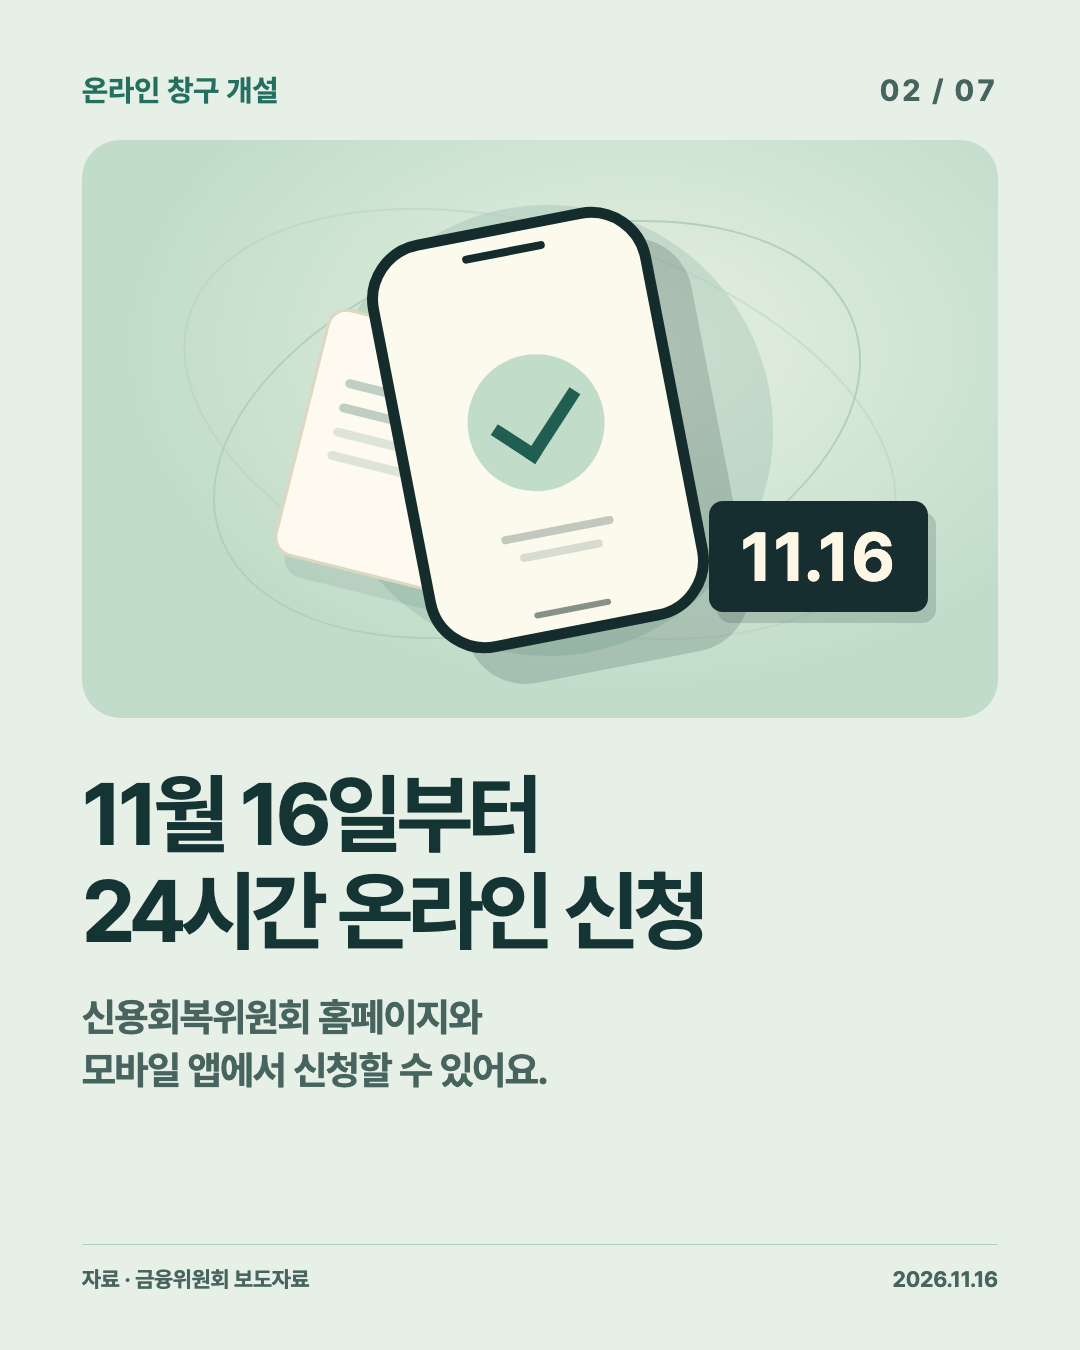 온라인 창구 개설
02 / 07
11.16
11월 16일부터
24시간 온라인 신청
신용회복위원회 홈페이지와
모바일 앱에서 신청할 수 있어요.
자료 · 금융위원회 보도자료
2026.11.16